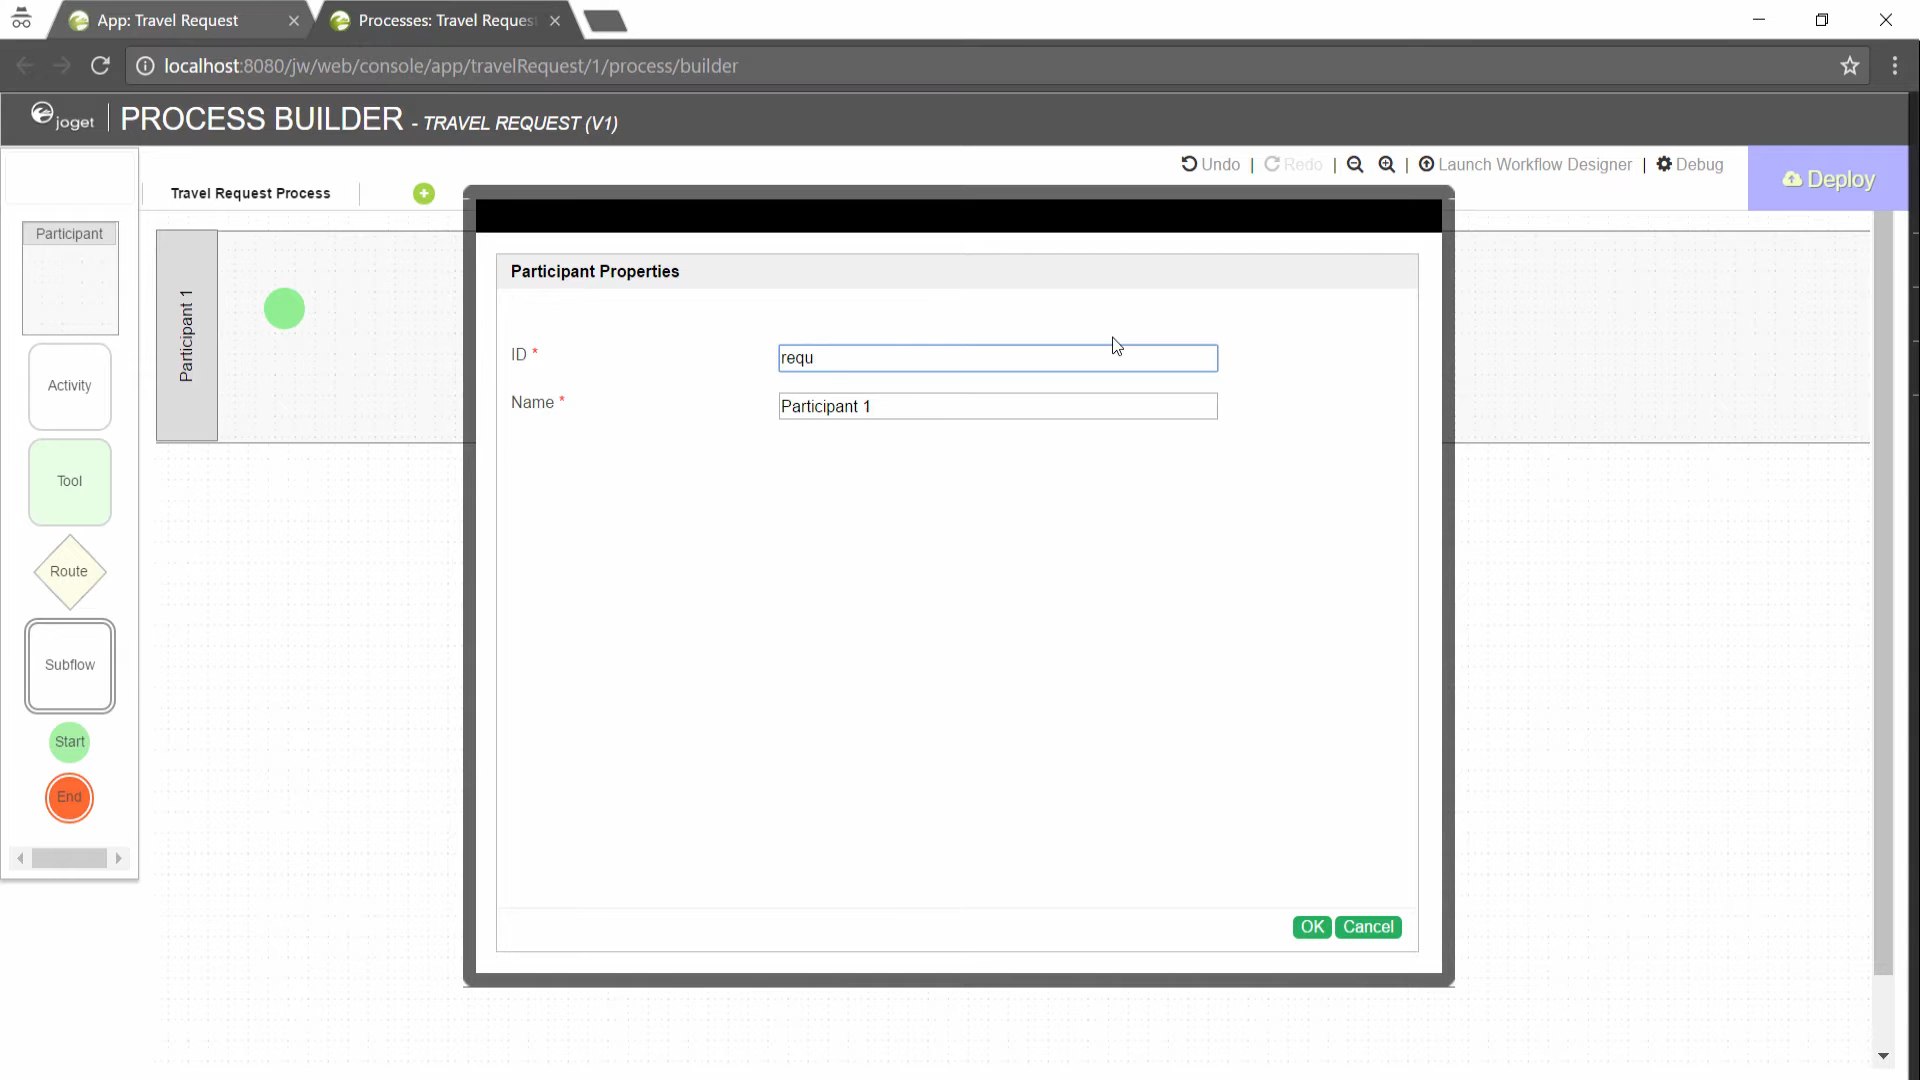 App: Travel Request
Processes: Travel Reques
localhost:8080/jw/web/console/app/travelRequest/1/process/builder
joget
PROCESS BUILDER - TRAVEL REQUEST (V1)
Undo | Redo | | Launch Workflow Designer | Debug
Deploy
Travel Request Process
Participant
Activity
Tool
Route
Subflow
Start
End
Participant 1
Participant Properties
ID *
requ
Name *
Participant 1
OK
Cancel